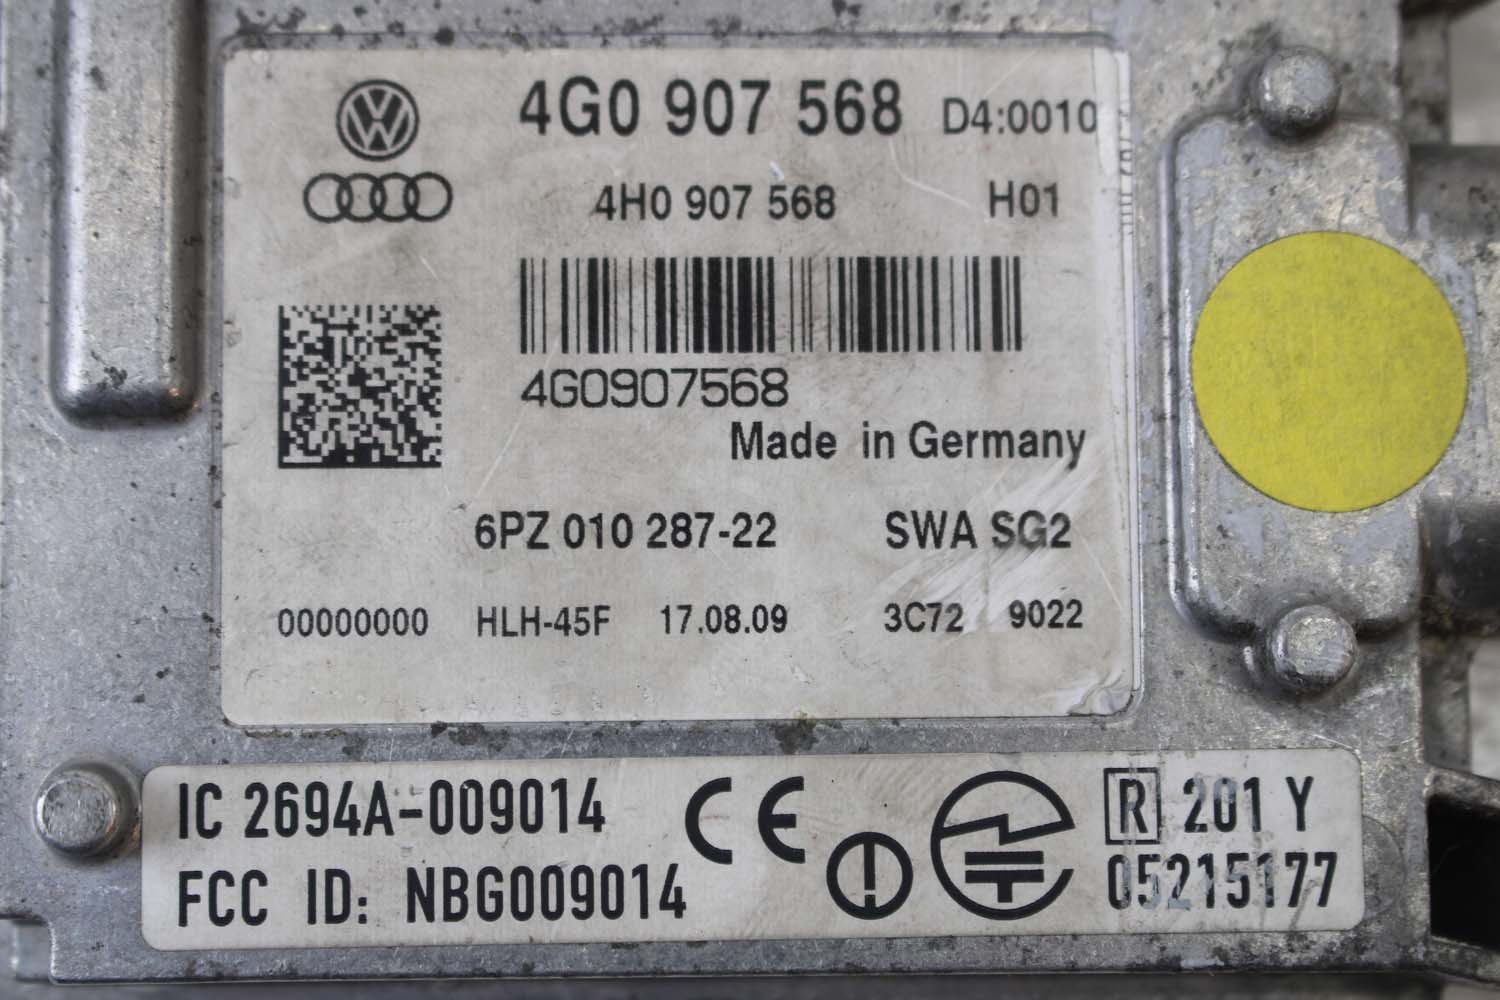 4G0 907 568 D4:0010
4H0 907 568 H01
4G0907568
Made in Germany
6PZ 010 287-22 SWA SG2
00000000 HLH-45F 17.08.09 3C72 9022
IC 2694A-009014 CE R 201 Y
FCC ID: NBG009014 05215177